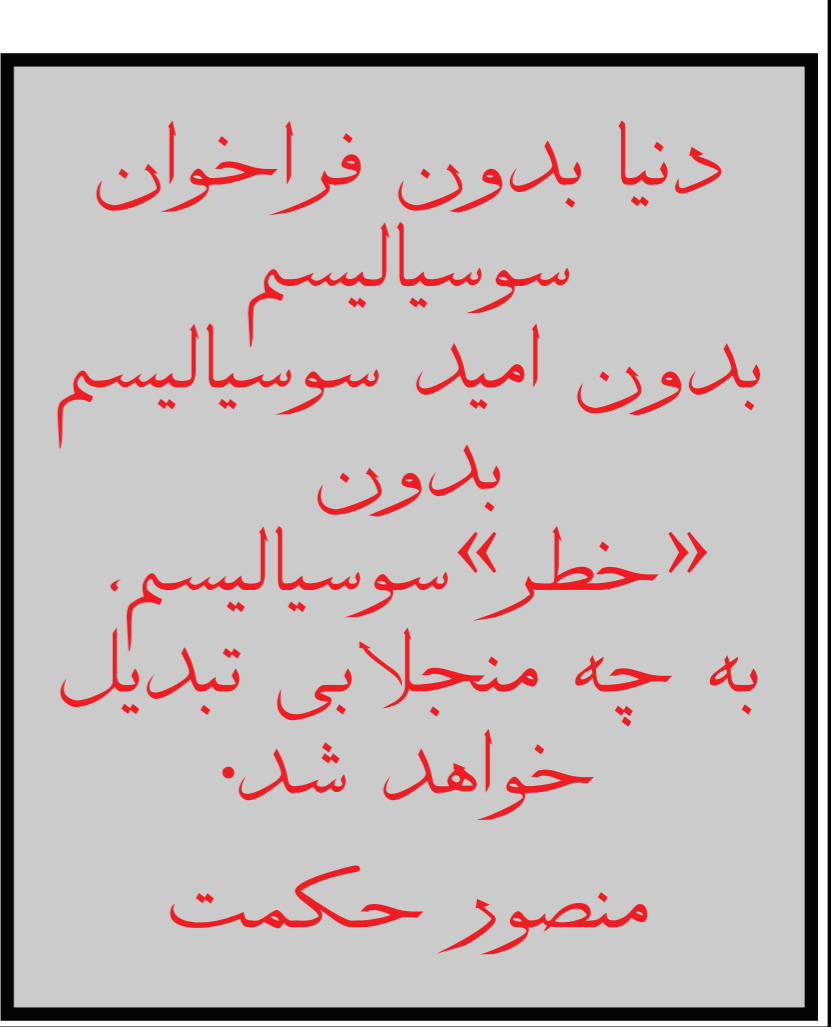 دنیا بدون فراخوان
سوسیالیسم
بدون امید سوسیالیسم
بدون
«خطر»سوسیالیسم.
به چه منجلابی تبدیل
خواهد شد.
منصور حکمت